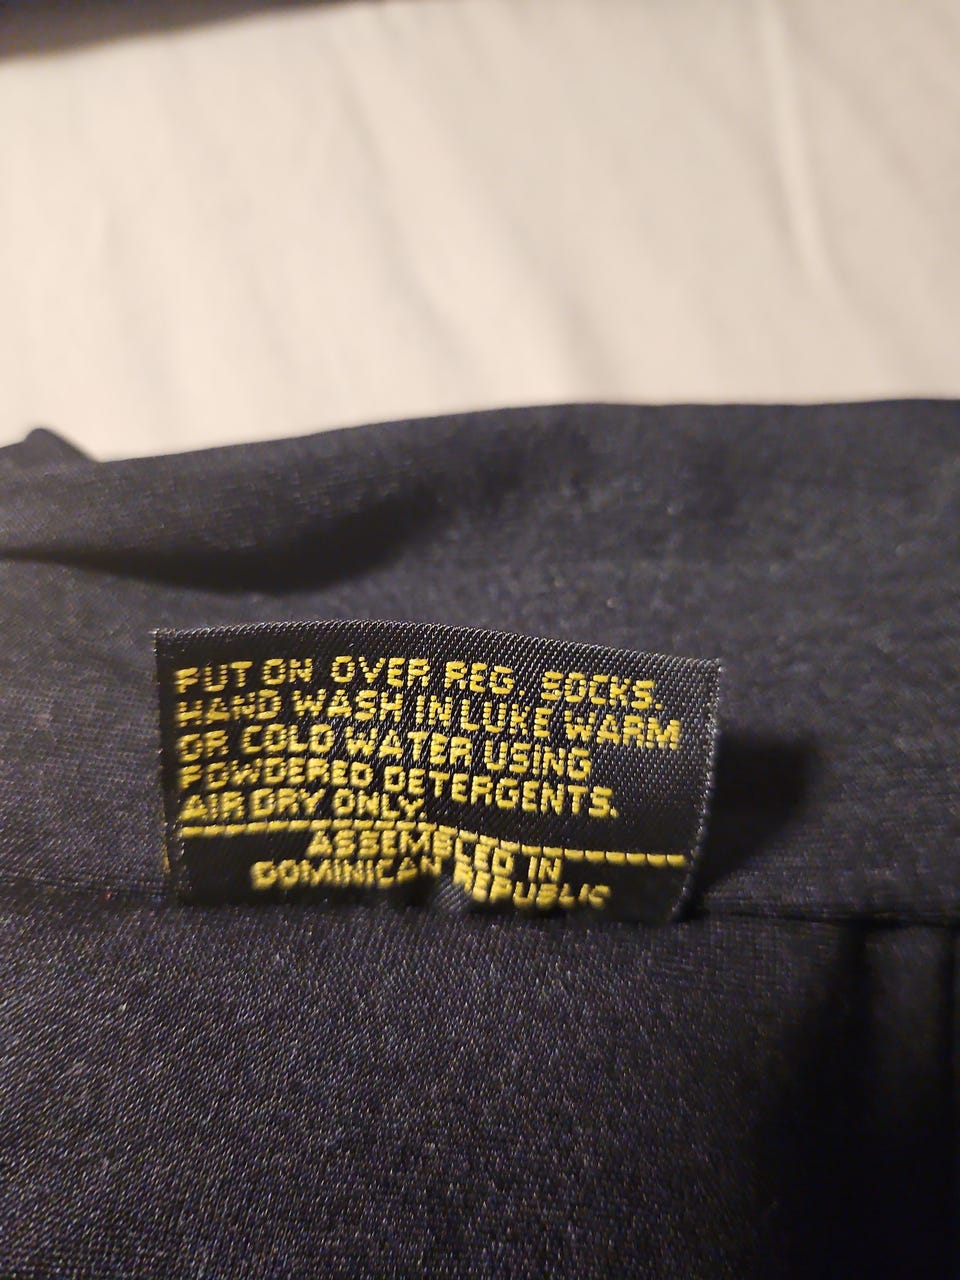 PUT ON OVER REG. SOCKS.
HAND WASH IN LUKE WARM
OR COLD WATER USING
POWDERED DETERGENTS.
AIR DRY ONLY.
ASSEMBLED IN
DOMINICAN REPUBLIC